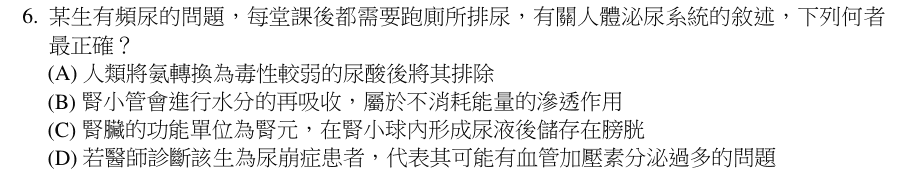 6. 某生有頻尿的問題，每堂課後都需要跑廁所排尿，有關人體泌尿系統的敘述，下列何者
最正確？
(A) 人類將氨轉換為毒性較弱的尿酸後將其排除
(B) 腎小管會進行水分的再吸收，屬於不消耗能量的滲透作用
(C) 腎臟的功能單位為腎元，在腎小球內形成尿液後儲存在膀胱
(D) 若醫師診斷該生為尿崩症患者，代表其可能有血管加壓素分泌過多的問題